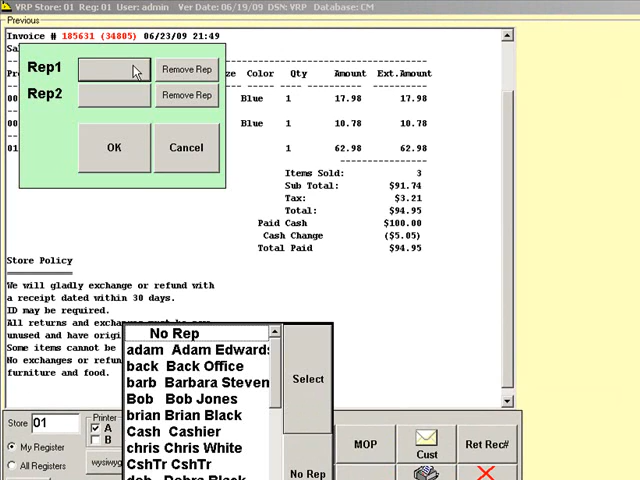 VRP Store: 01 Reg: 01 User: admin Ver Date: 06/19/09 DSN: VRP Database: CM
Previous
Invoice # 185631 (34805) 06/23/09 21:49
Rep1 Remove Rep
Rep2 Remove Rep
OK Cancel
Color Qty Amount Ext.Amount
Blue 1 17.98 17.98
Blue 1 10.78 10.78
1 62.98 62.98
Items Sold: 3
Sub Total: $91.74
Tax: $3.21
Total: $94.95
Paid Cash $100.00
Cash Change ($5.05)
Total Paid $94.95
Store Policy
We will gladly exchange or refund with
a receipt dated within 30 days.
ID may be required.
All returns and
unused and have
Some items cannot be
No exchanges or
furniture and food.
No Rep
adam Adam Edwards
back Back Office
barb Barbara Steven
Bob Bob Jones
brian Brian Black
Cash Cashier
chris Chris White
CshTr CshTr
Select
No Rep
Store 01
Printer
A
B
My Register
All Registers
wysiwyg
MOP
Cust
Ret Rec#